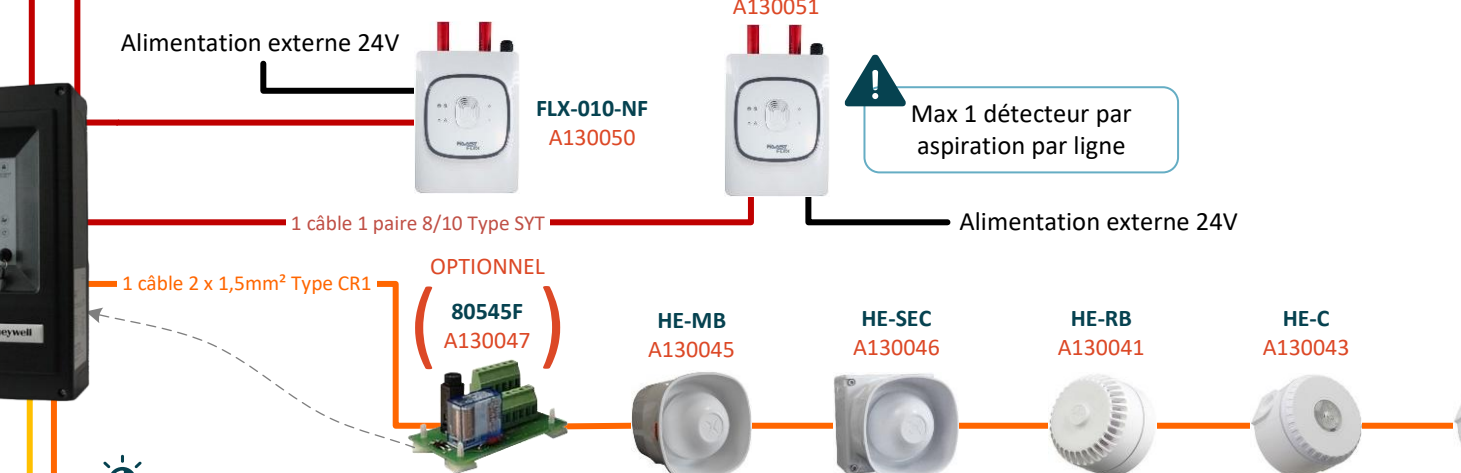 A130051
Alimentation externe 24V
FLX-010-NF
A130050
Max 1 détecteur par
aspiration par ligne
1 câble 1 paire 8/10 Type SYT
Alimentation externe 24V
OPTIONNEL
1 câble 2 x 1,5mm² Type CR1
80545F
A130047
HE-MB
A130045
HE-SEC
A130046
HE-RB
A130041
HE-C
A130043
eywell